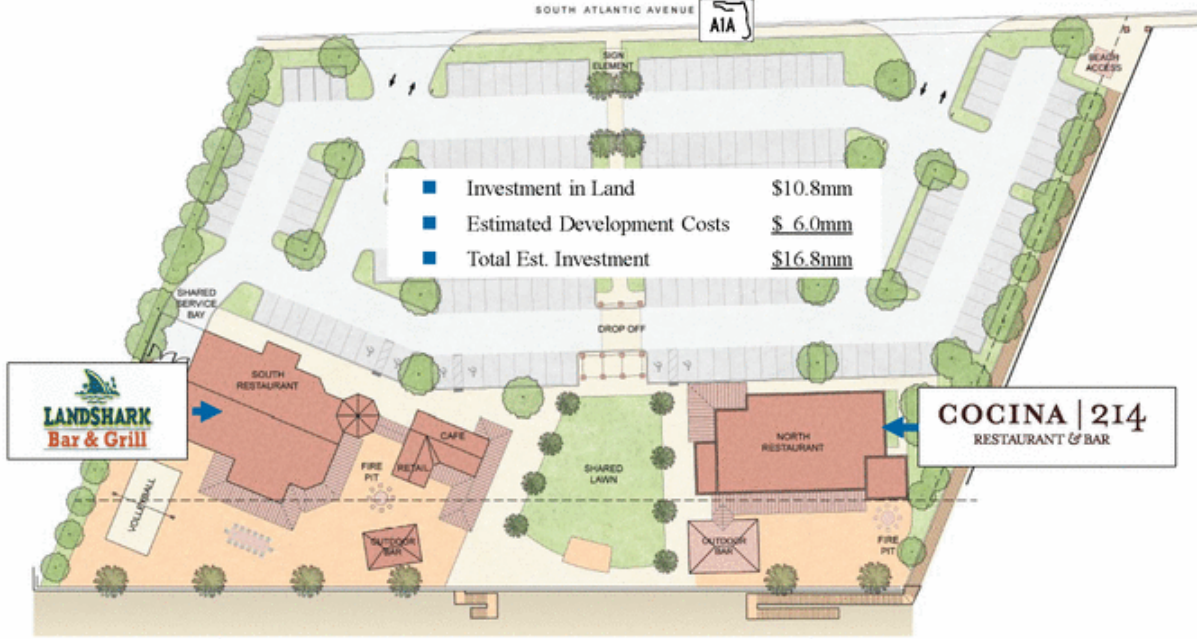 SOUTH ATLANTIC AVENUE
A1A
SIGN
ELEMENT
BEACH
ACCESS
Investment in Land $10.8mm
Estimated Development Costs $ 6.0mm
Total Est. Investment $16.8mm
SHARED
SERVICE
BAY
DROP OFF
SOUTH
RESTAURANT
LANDSHARK
Bar & Grill
COCINA | 214
RESTAURANT & BAR
CAFE
RETAIL
NORTH
RESTAURANT
FIRE
PIT
SHARED
LAWN
VOLLEYBALL
OUTDOOR
BAR
OUTDOOR
BAR
FIRE
PIT